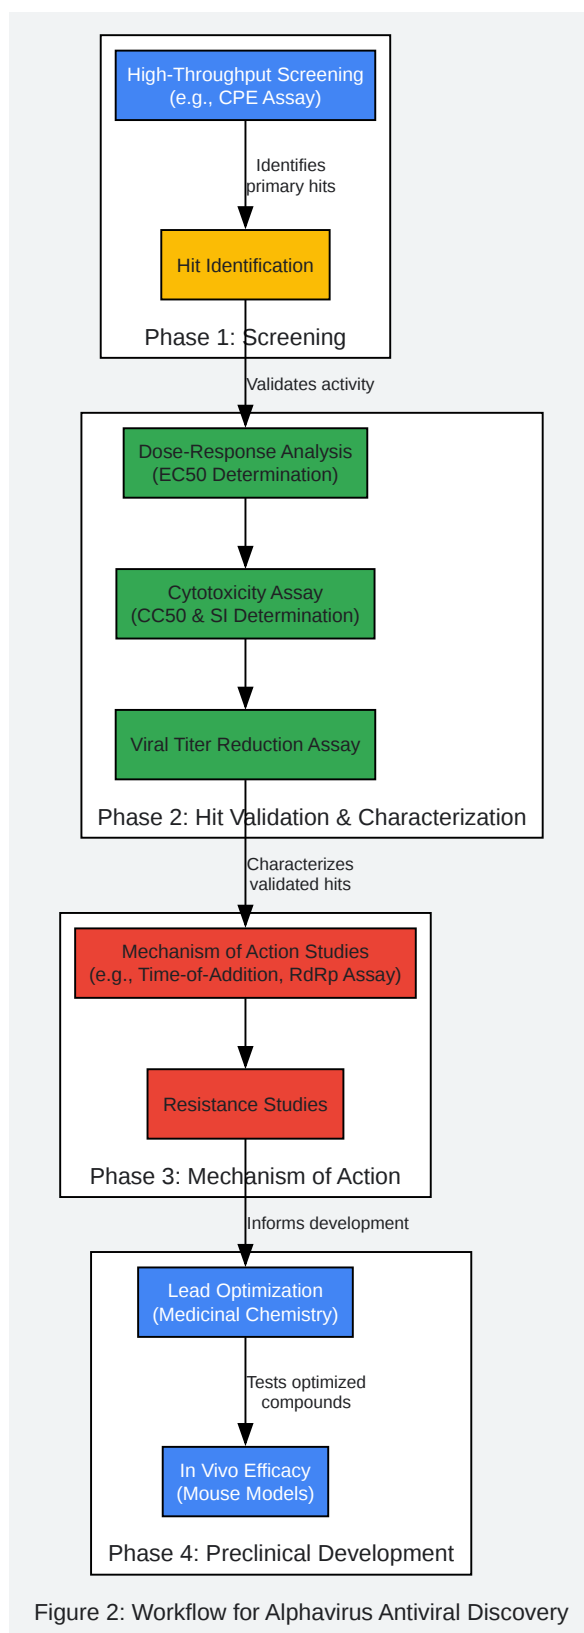 High-Throughput Screening
(e.g., CPE Assay)
Identifies
primary hits
Hit Identification
Phase 1: Screening
Validates activity
Dose-Response Analysis
(EC50 Determination)
Cytotoxicity Assay
(CC50 & SI Determination)
Viral Titer Reduction Assay
Phase 2: Hit Validation & Characterization
Characterizes
validated hits
Mechanism of Action Studies
(e.g., Time-of-Addition, RdRp Assay)
Resistance Studies
Phase 3: Mechanism of Action
Informs development
Lead Optimization
(Medicinal Chemistry)
Tests optimized
compounds
In Vivo Efficacy
(Mouse Models)
Phase 4: Preclinical Development
Figure 2: Workflow for Alphavirus Antiviral Discovery